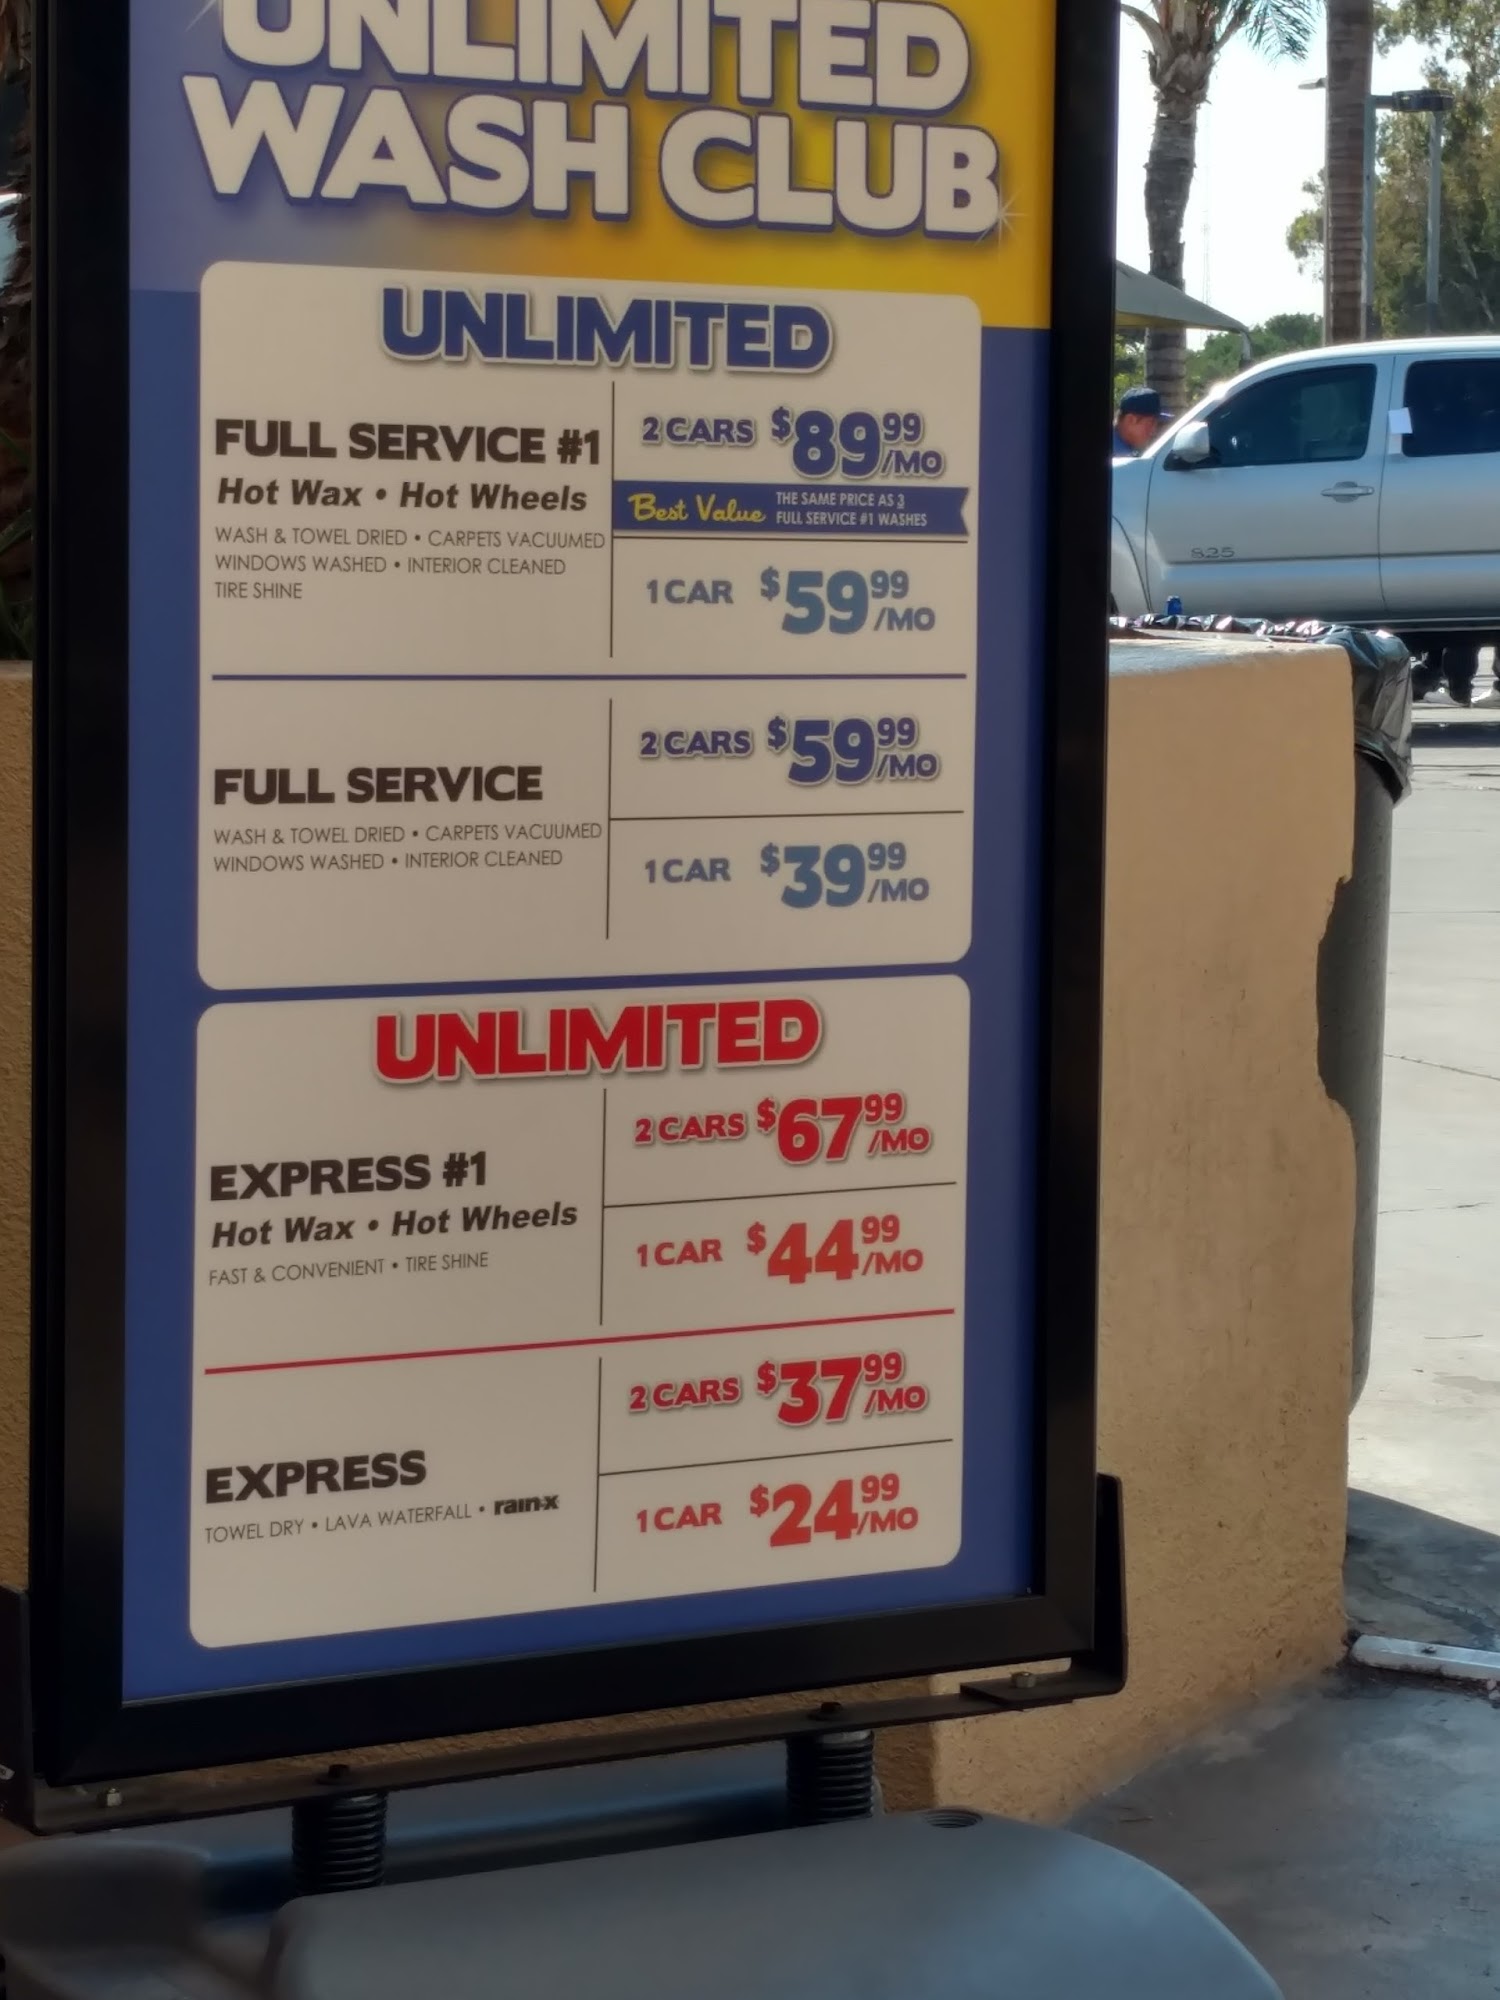 UNLIMITED
WASH CLUB
UNLIMITED
FULL SERVICE #1
Hot Wax • Hot Wheels
WASH & TOWEL DRIED • CARPETS VACUUMED
WINDOWS WASHED • INTERIOR CLEANED
TIRE SHINE
2 CARS $89.99/MO
Best Value THE SAME PRICE AS 3
FULL SERVICE #1 WASHES
1 CAR $59.99/MO
FULL SERVICE
WASH & TOWEL DRIED • CARPETS VACUUMED
WINDOWS WASHED • INTERIOR CLEANED
2 CARS $59.99/MO
1 CAR $39.99/MO
UNLIMITED
EXPRESS #1
Hot Wax • Hot Wheels
FAST & CONVENIENT • TIRE SHINE
2 CARS $67.99/MO
1 CAR $44.99/MO
EXPRESS
TOWEL DRY • LAVA WATERFALL • rain-x
2 CARS $37.99/MO
1 CAR $24.99/MO
825